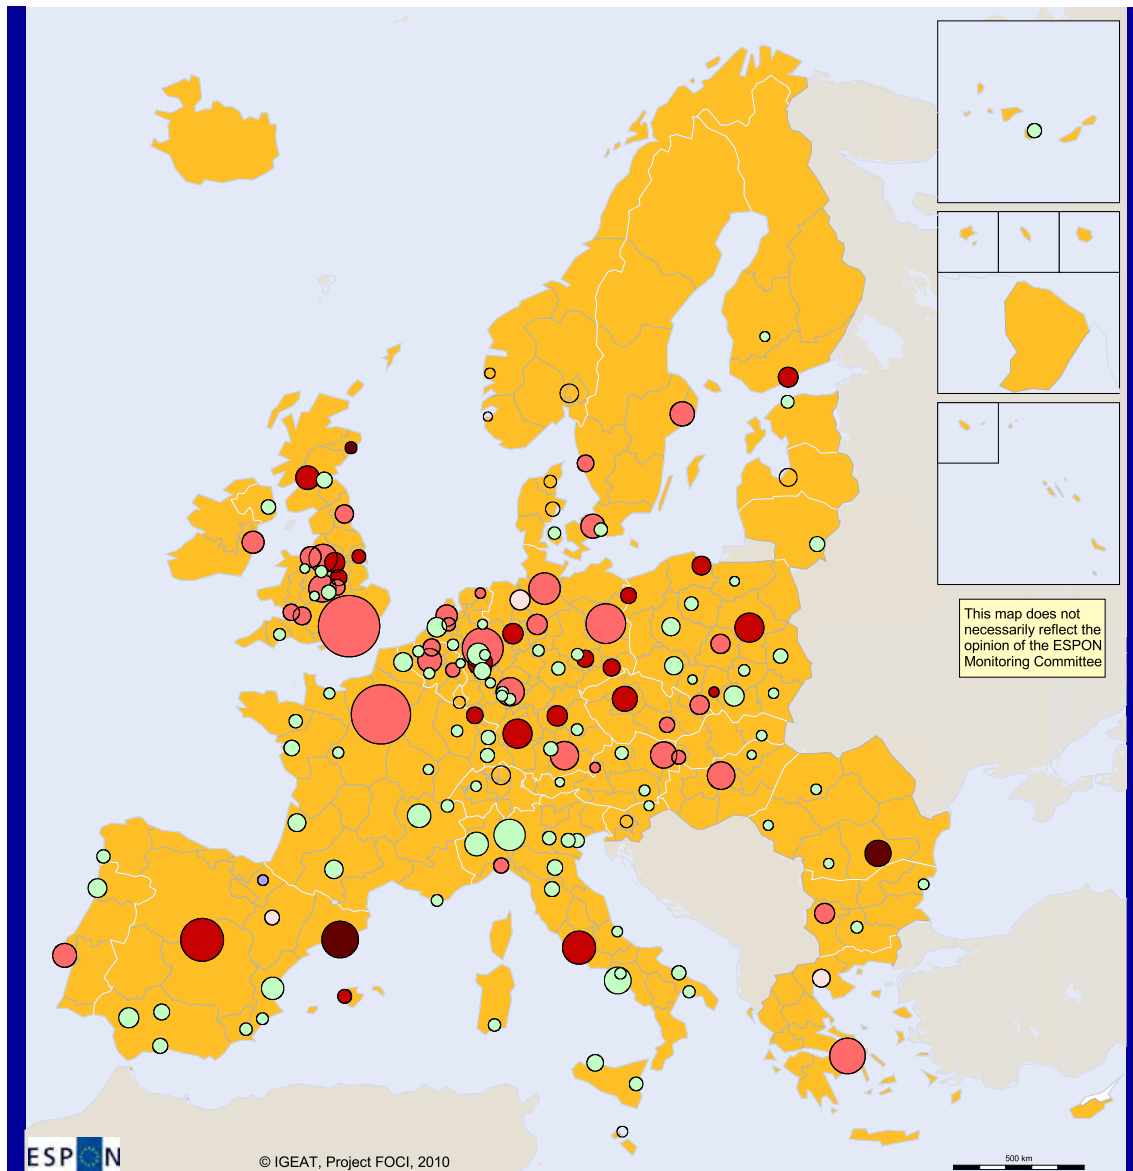 This map does not
necessarily reflect the
opinion of the ESPON
Monitoring Committee
ESPON
© IGEAT, Project FOCI, 2010
500 km